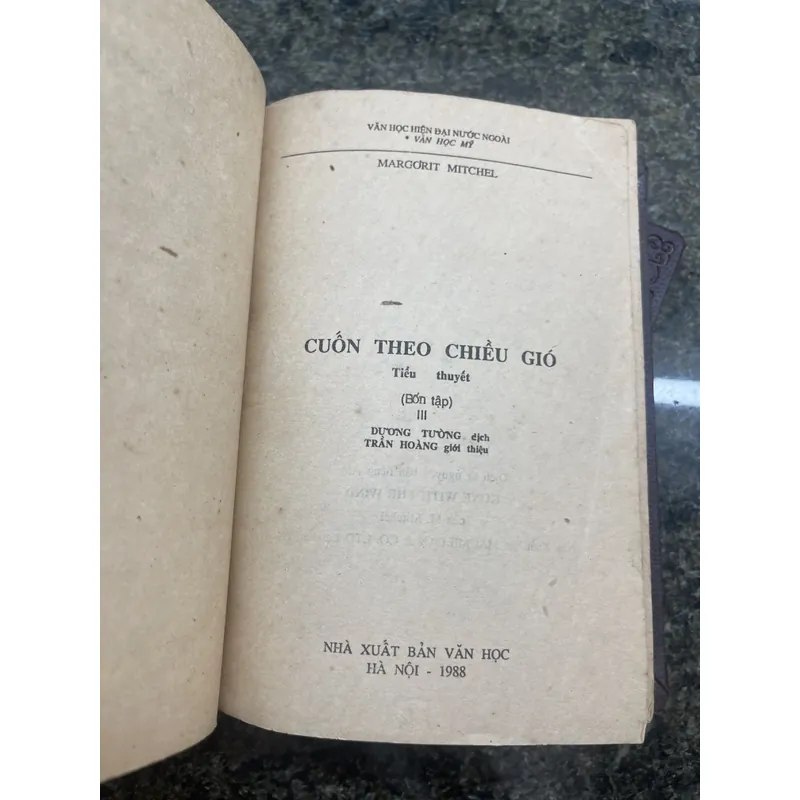 VĂN HỌC HIỆN ĐẠI NƯỚC NGOÀI
* VĂN HỌC MỸ
MARGƠRIT MITCHEL
CUỐN THEO CHIỀU GIÓ
Tiểu thuyết
(Bốn tập)
III
DƯƠNG TƯỜNG dịch
TRẦN HOÀNG giới thiệu
NHÀ XUẤT BẢN VĂN HỌC
HÀ NỘI - 1988